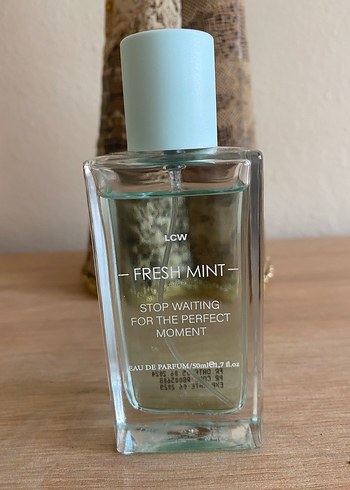 LCW
FRESH MINT
STOP WAITING
FOR THE PERFECT
MOMENT
EAU DE PARFUM/50ml℮1,7 fl.oz